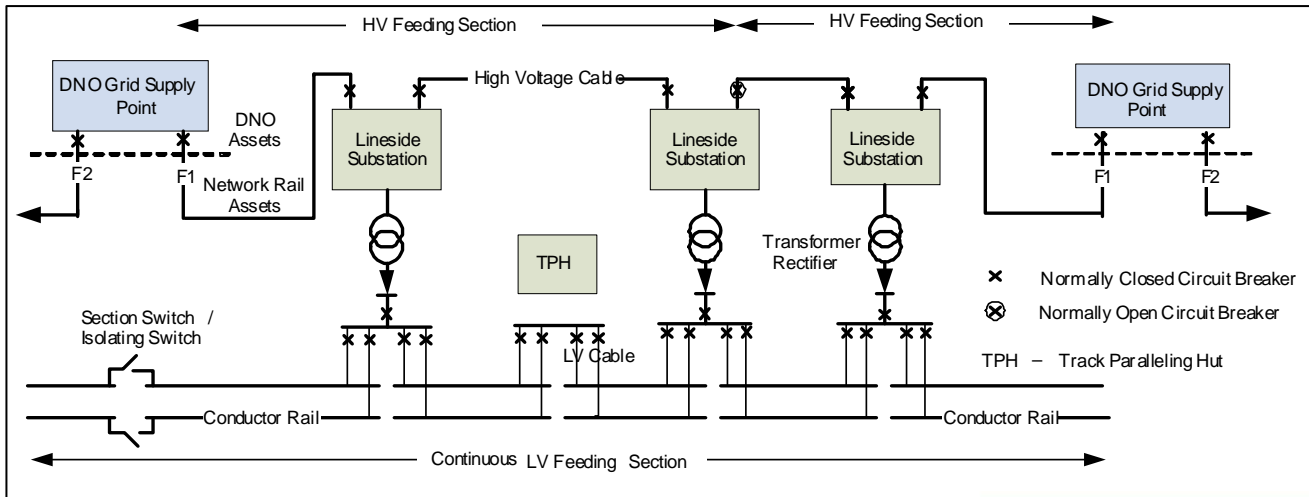 HV Feeding Section
HV Feeding Section
DNO Grid Supply
Point
High Voltage Cable
DNO Grid Supply
Point
DNO
Assets
Lineside
Substation
Lineside
Substation
Lineside
Substation
F2
F1
Network Rail
Assets
F1
F2
TPH
Transformer
Rectifier
Normally Closed Circuit Breaker
Normally Open Circuit Breaker
Section Switch /
Isolating Switch
LV Cable
TPH – Track Paralleling Hut
Conductor Rail
Conductor Rail
Continuous LV Feeding Section